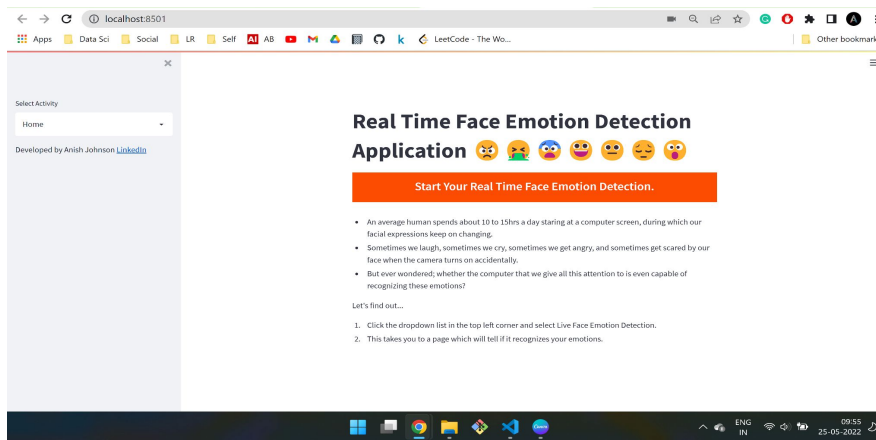 localhost:8501
A
Apps
Data Sci
Social
LR
Self
AI AB
k
LeetCode - The Wo...
Other bookmark
Select Activity
Home
Developed by Anish Johnson LinkedIn
Real Time Face Emotion Detection
Application
Start Your Real Time Face Emotion Detection.
• An average human spends about 10 to 15hrs a day staring at a computer screen, during which our
facial expressions keep on changing.
• Sometimes we laugh, sometimes we cry, sometimes we get angry, and sometimes get scared by our
face when the camera turns on accidentally.
• But ever wondered; whether the computer that we give all this attention to is even capable of
recognizing these emotions?
Let's find out...
1. Click the dropdown list in the top left corner and select Live Face Emotion Detection.
2. This takes you to a page which will tell if it recognizes your emotions.
ENG
IN
09:55
25-05-2022